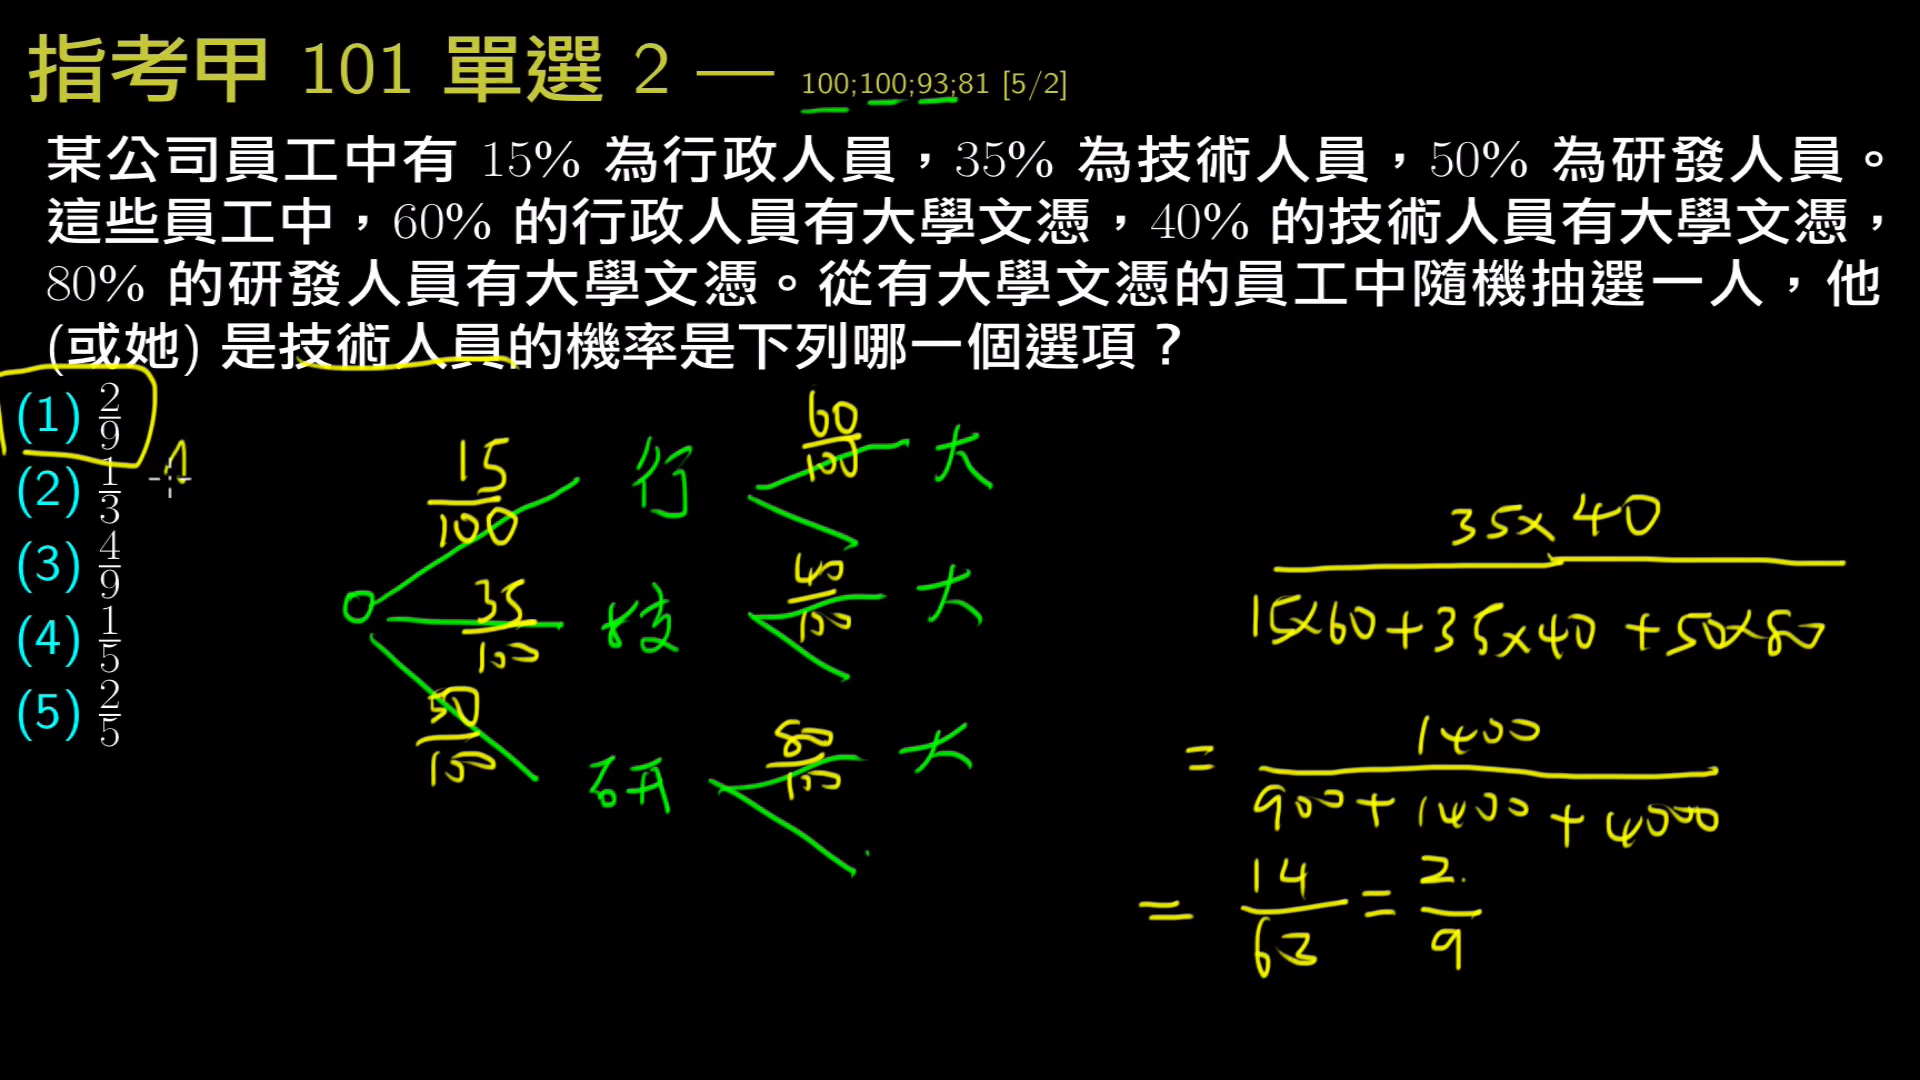 指考甲 101 單選 2 — 100;100;93;81 [5/2]
某公司員工中有 15% 為行政人員，35% 為技術人員，50% 為研發人員。
這些員工中，60% 的行政人員有大學文憑，40% 的技術人員有大學文憑，
80% 的研發人員有大學文憑。從有大學文憑的員工中隨機抽選一人，他
(或她) 是技術人員的機率是下列哪一個選項？
(1) 2/9
(2) 1/3
(3) 4/9
(4) 1/5
(5) 2/5
15/100 行 60/100 大
35/100 技 40/100 大
50/100 研 80/100 大
35×40
15×60+35×40+50×80
= 1400
900+1400+4000
= 14/63 = 2/9